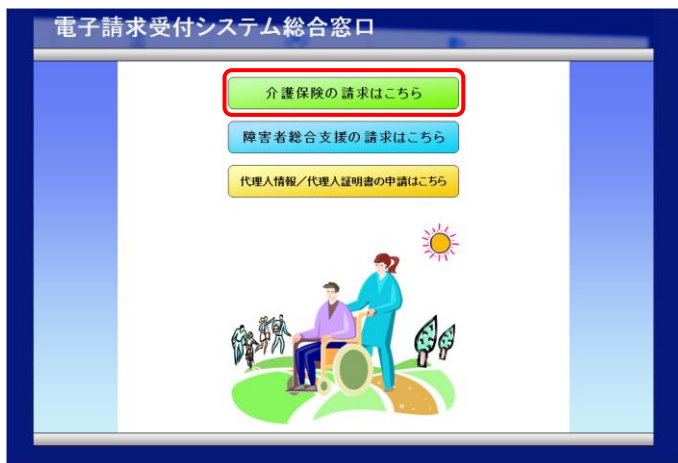 電子請求受付システム総合窓口
介護保険の請求はこちら
障害者総合支援の請求はこちら
代理人情報/代理人証明書の申請はこちら